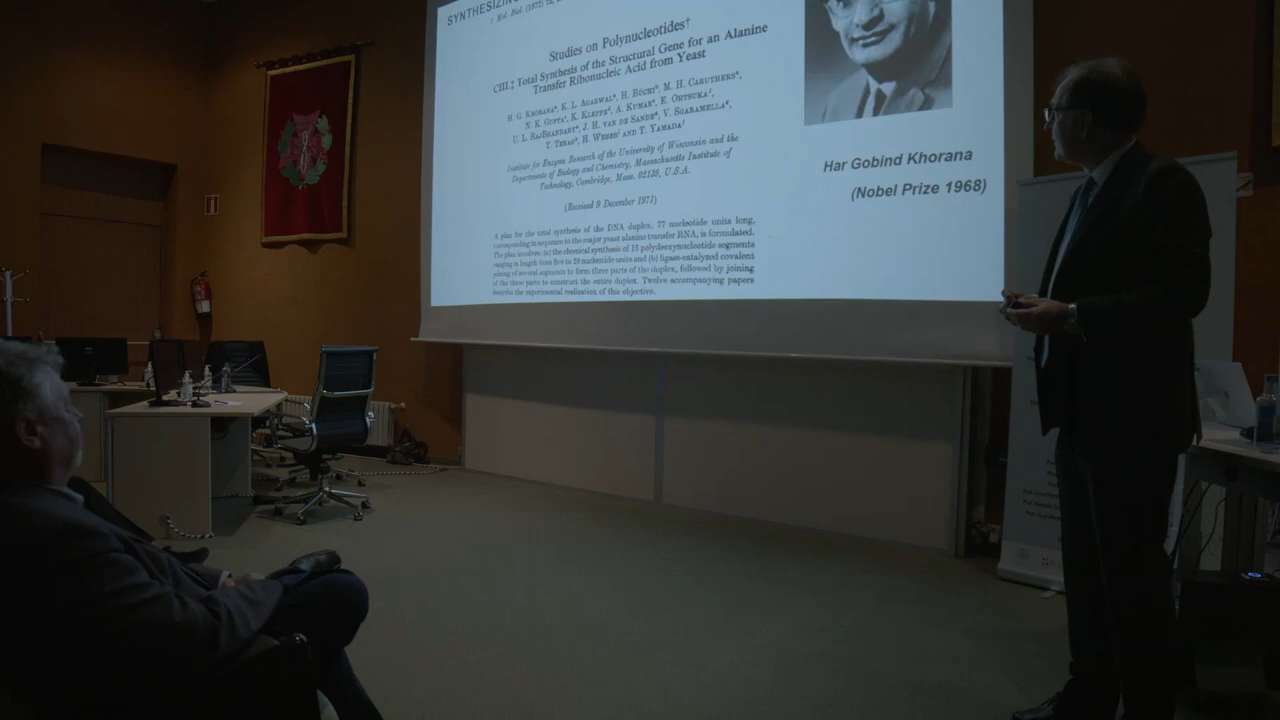 SYNTHESIZING
J. Mol. Biol. (1972) 72,
Studies on Polynucleotides†
CIII.‡ Total Synthesis of the Structural Gene for an Alanine
Transfer Ribonucleic Acid from Yeast
H. G. KHORANA, K. L. AGARWAL, H. BÜCHI, M. H. CARUTHERS,
N. K. GUPTA, K. KLEPPE, A. KUMAR, E. OHTSUKA,
U. L. RAJBHANDARY, J. H. VAN DE SANDE, V. SGARAMELLA,
T. TERAO, H. WEBER AND T. YAMADA
Institute for Enzyme Research of the University of Wisconsin and the
Departments of Biology and Chemistry, Massachusetts Institute of
Technology, Cambridge, Mass. 02139, U.S.A.
(Received 9 December 1971)
A plan for the total synthesis of the DNA duplex, 77 nucleotide units long,
corresponding in sequence to the major yeast alanine transfer RNA, is formulated.
The plan involves: (a) the chemical synthesis of 15 polydeoxynucleotide segments
ranging in length from five to 20 nucleotide units and (b) ligase-catalyzed covalent
joining of several segments to form three parts of the duplex, followed by joining
of the three parts to construct the entire duplex. Twelve accompanying papers
describe the experimental realization of this objective.
Har Gobind Khorana
(Nobel Prize 1968)